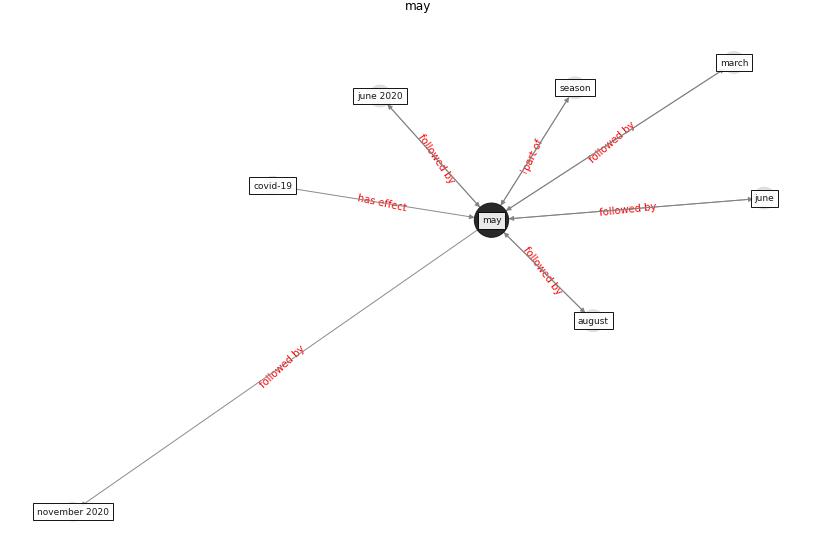 may
march
season
june 2020
followed by
followed by
part of
covid-19
has effect
june
followed by
may
followed by
august
followed by
november 2020